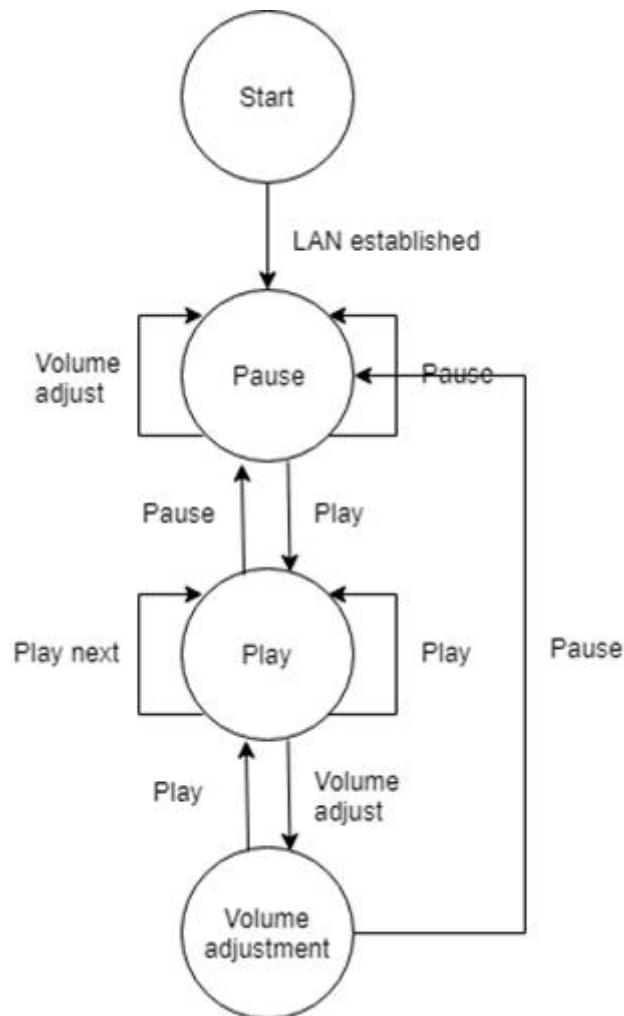 Start
LAN established
Volume
adjust
Pause
Pause
Pause
Play
Play next
Play
Play
Pause
Play
Volume
adjust
Volume
adjustment